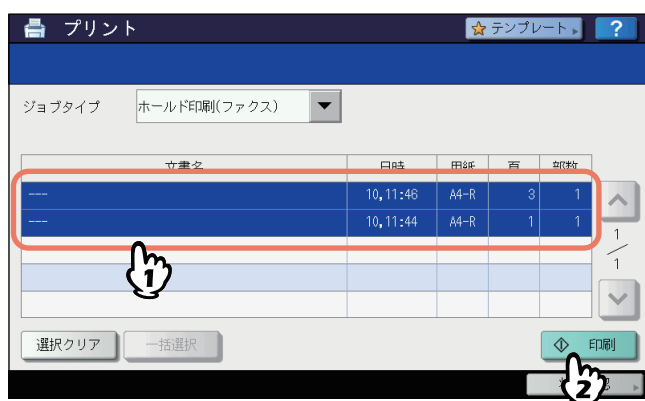 プリント
テンプレート
?
ジョブタイプ ホールド印刷(ファクス)
文書名 日時 用紙 頁 部数
--- 10,11:46 A4-R 3 1
--- 10,11:44 A4-R 1 1
1
1
1
選択クリア 一括選択 印刷
2